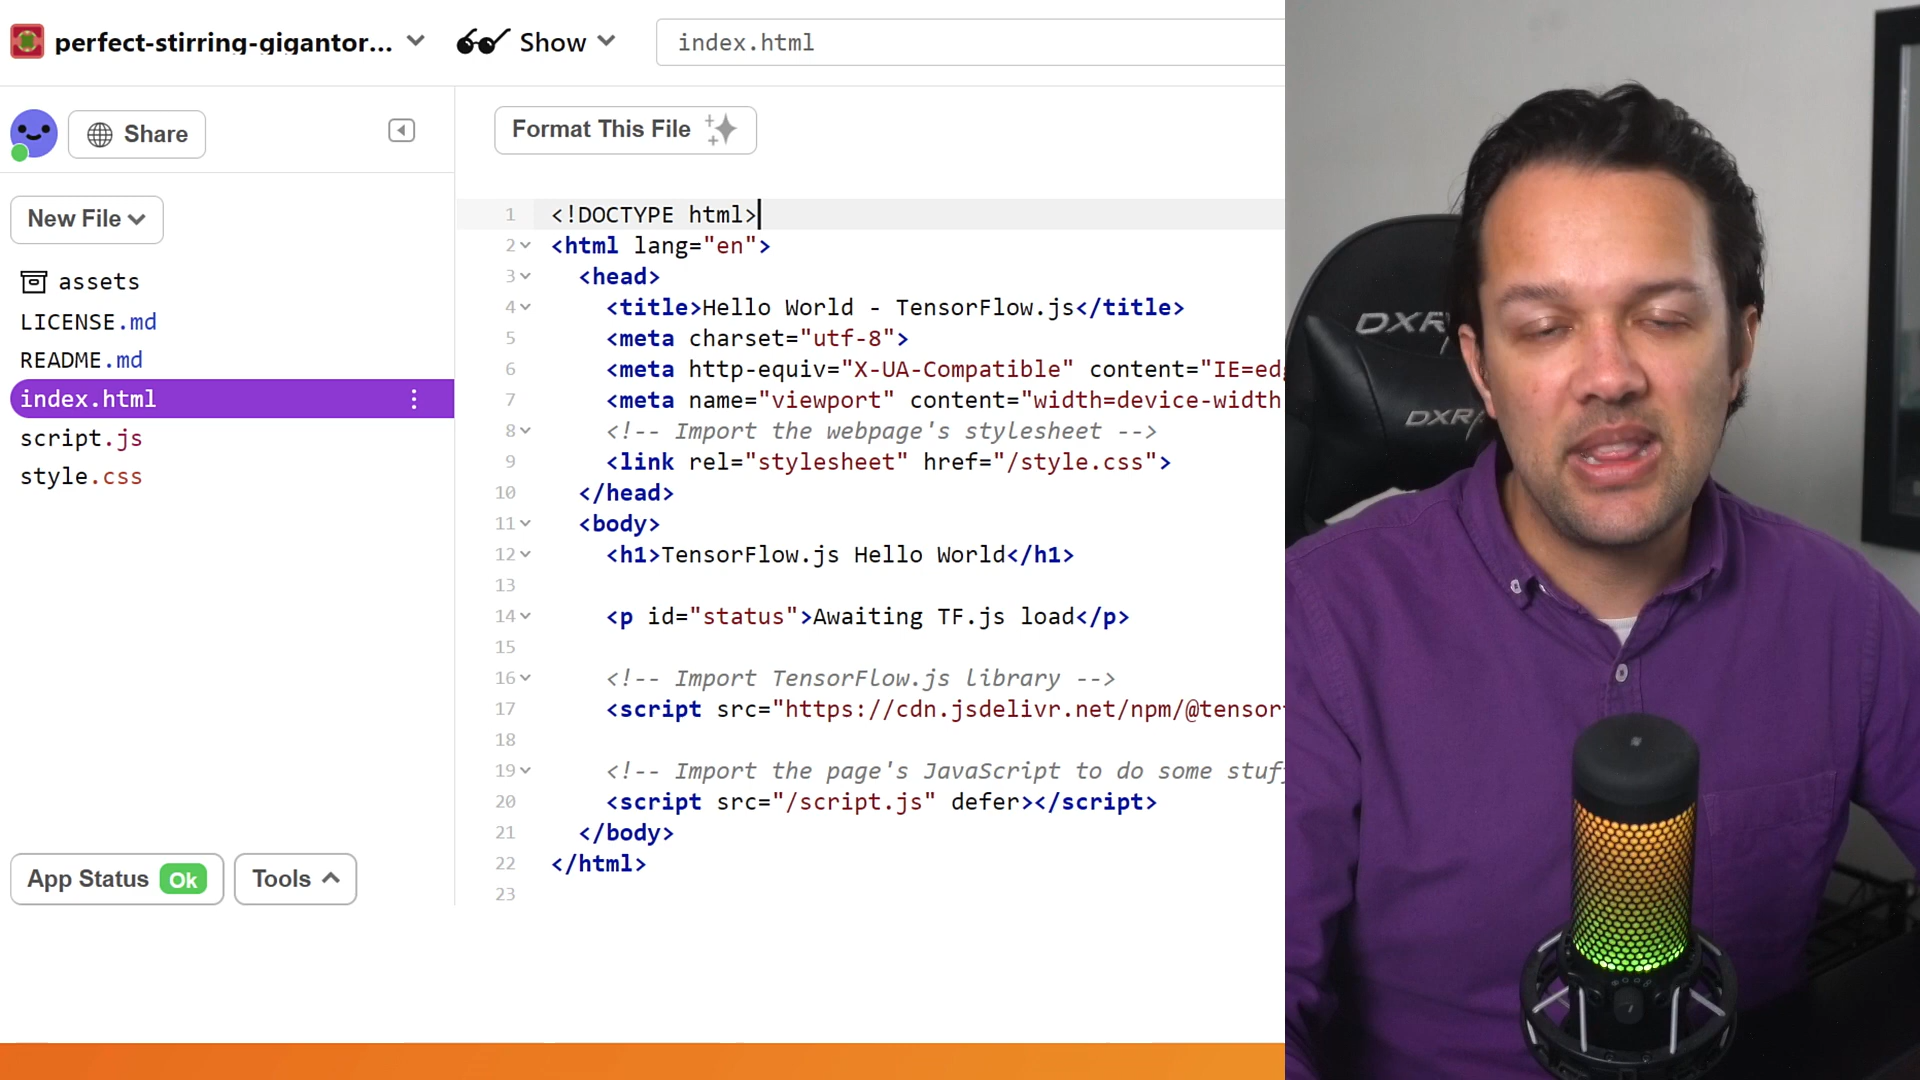 perfect-stirring-gigantor... Show index.html
Share
Format This File
New File
assets
LICENSE.md
README.md
index.html
script.js
style.css
App Status Ok Tools
1 <!DOCTYPE html>
2 <html lang="en">
3 <head>
4 <title>Hello World - TensorFlow.js</title>
5 <meta charset="utf-8">
6 <meta http-equiv="X-UA-Compatible" content="IE=ed
7 <meta name="viewport" content="width=device-width
8 <!-- Import the webpage's stylesheet -->
9 <link rel="stylesheet" href="/style.css">
10 </head>
11 <body>
12 <h1>TensorFlow.js Hello World</h1>
13
14 <p id="status">Awaiting TF.js load</p>
15
16 <!-- Import TensorFlow.js library -->
17 <script src="https://cdn.jsdelivr.net/npm/@tensor
18
19 <!-- Import the page's JavaScript to do some stuf
20 <script src="/script.js" defer></script>
21 </body>
22 </html>
23
DXR
DXR